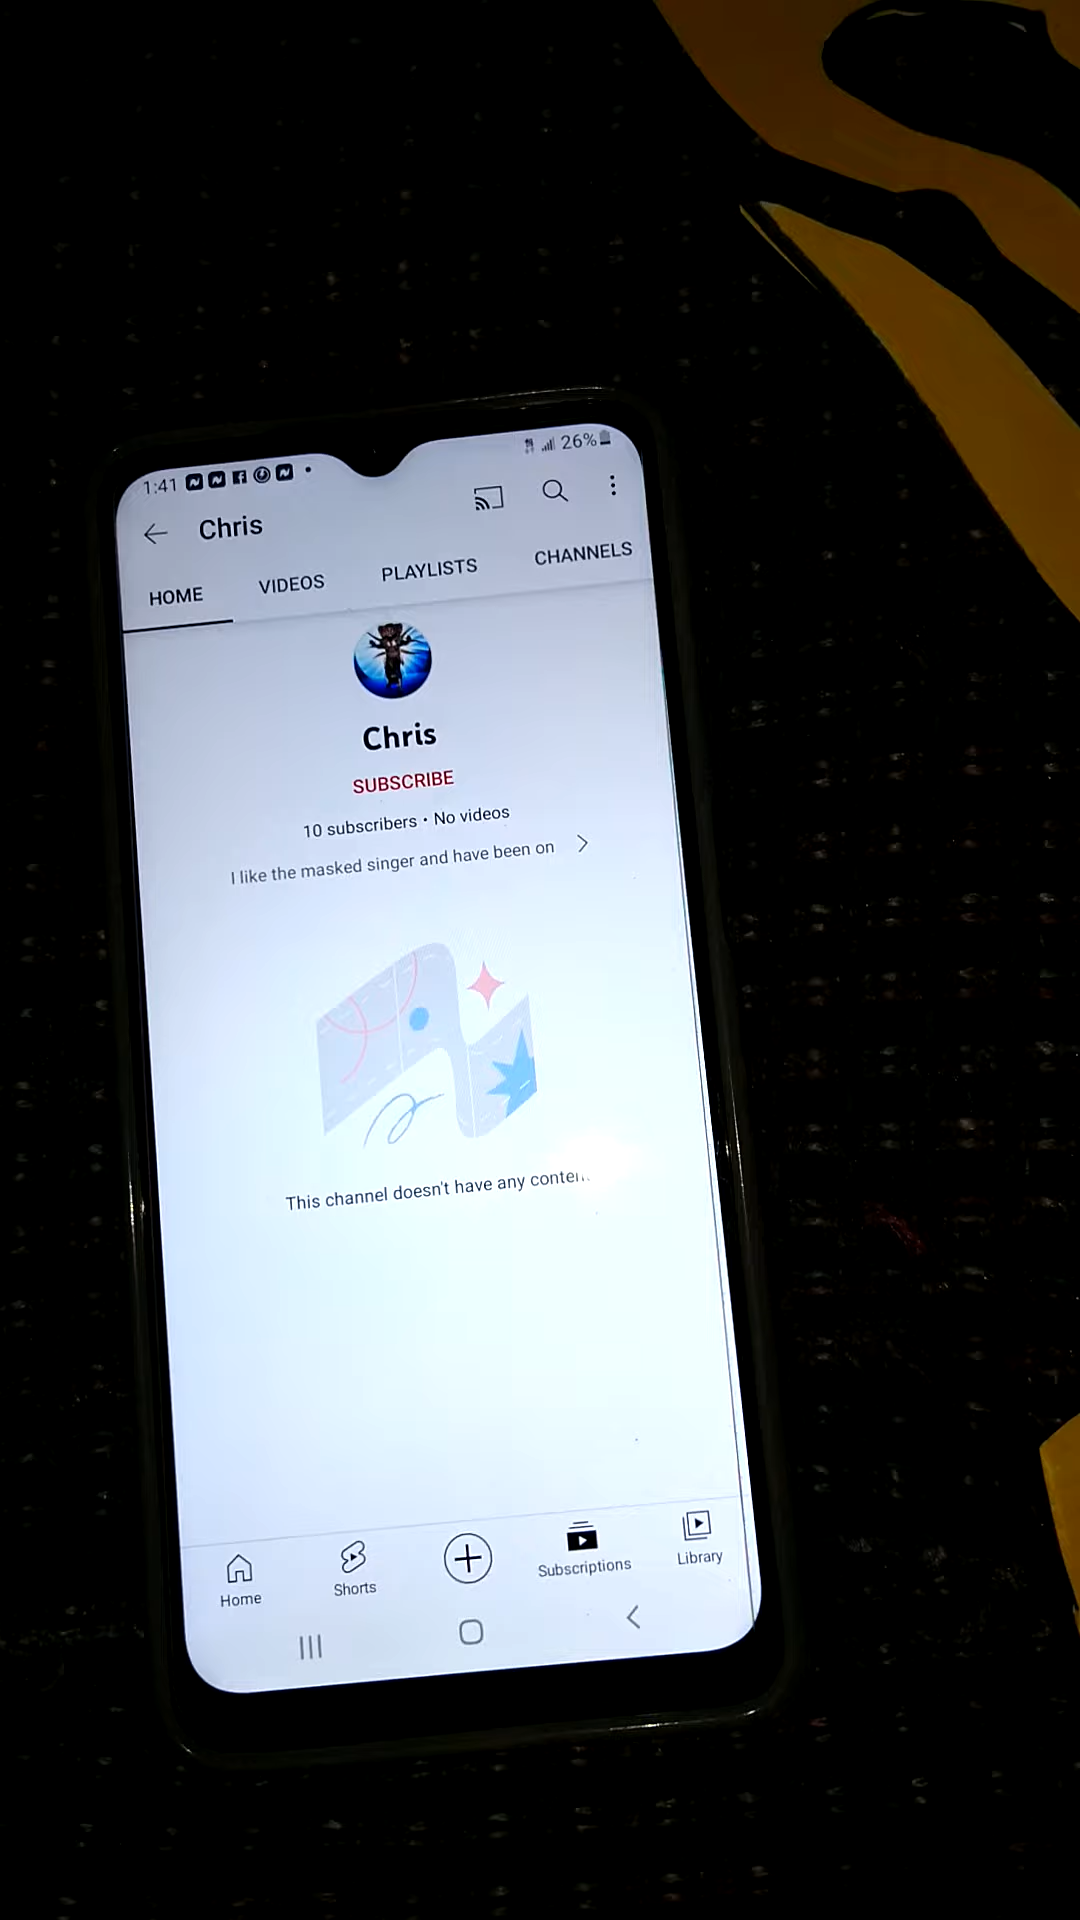 1:41
26%
Chris
HOME VIDEOS PLAYLISTS CHANNELS
Chris
SUBSCRIBE
10 subscribers • No videos
I like the masked singer and have been on
This channel doesn't have any
Home Shorts Subscriptions Library